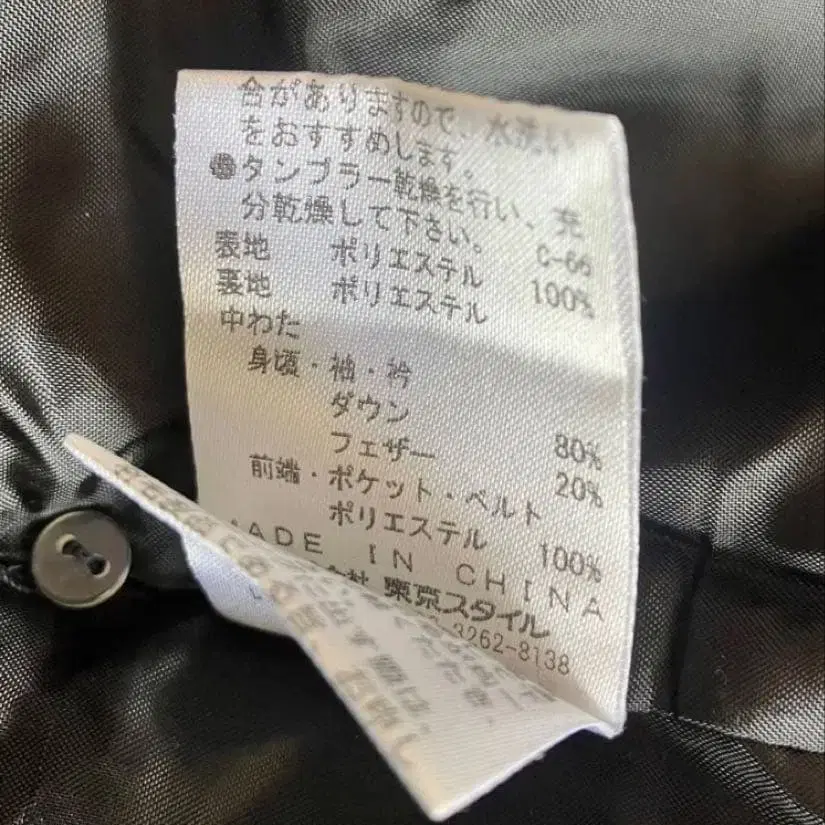 合がありますので、水洗い
をおすすめします。
●タンブラー乾燥を行い、充
分乾燥して下さい。
C-66
表地 ポリエステル 100%
裏地 ポリエステル
中わた
身頃・袖・衿
ダウン 80%
フェザー 20%
前端・ポケット・ベルト
ポリエステル 100%
MADE IN CHINA
会社 東京スタイル
3262-8138